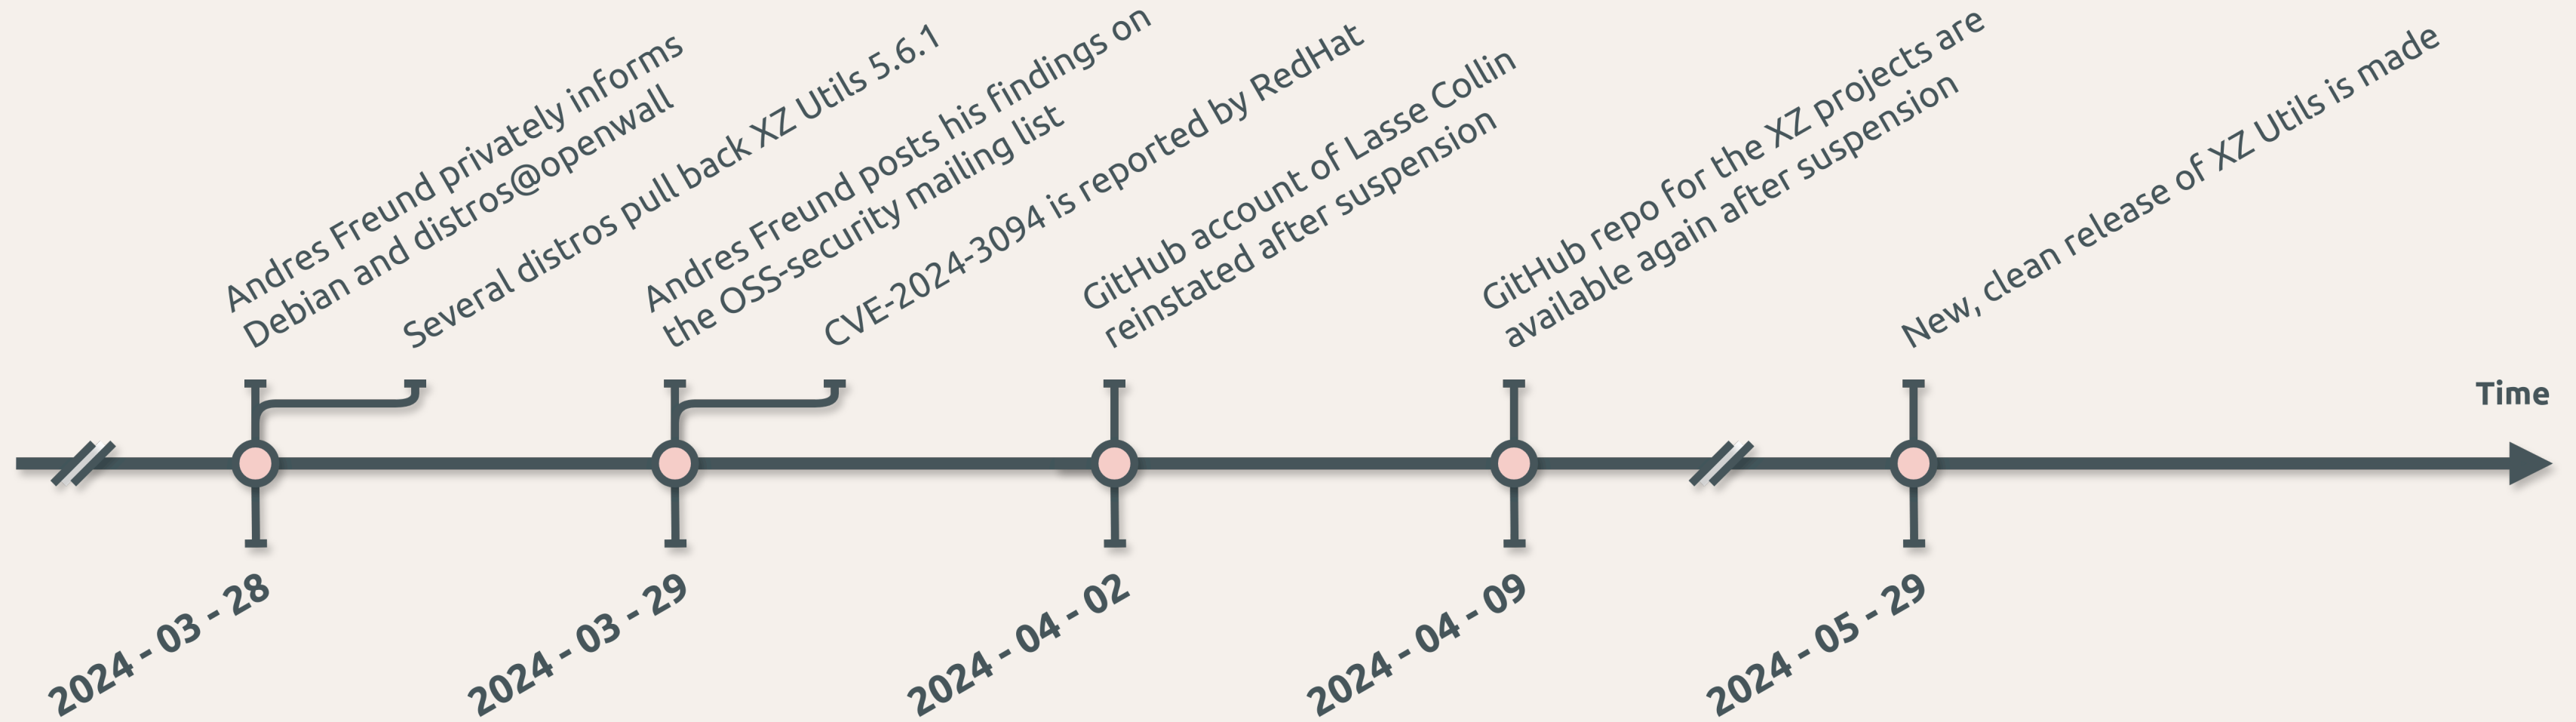 Andres Freund privately informs
Debian and distros@openwall
Several distros pull back XZ Utils 5.6.1
Andres Freund posts his findings on
the OSS-security mailing list
CVE-2024-3094 is reported by RedHat
GitHub account of Lasse Collin
reinstated after suspension
GitHub repo for the XZ projects are
available again after suspension
New, clean release of XZ Utils is made
Time
2024 - 03 - 28
2024 - 03 - 29
2024 - 04 - 02
2024 - 04 - 09
2024 - 05 - 29